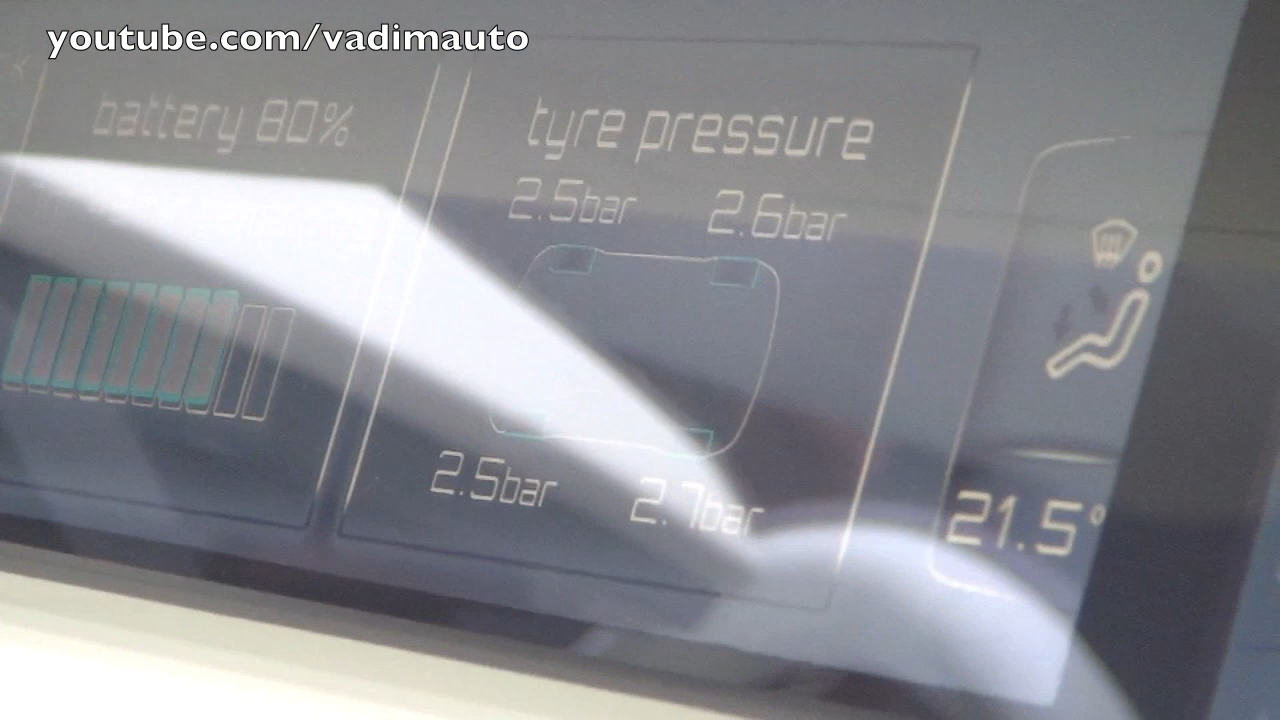 youtube.com/vadimauto
battery 80%
tyre pressure
2.5bar 2.6bar
2.5bar 2.7bar
21.5°